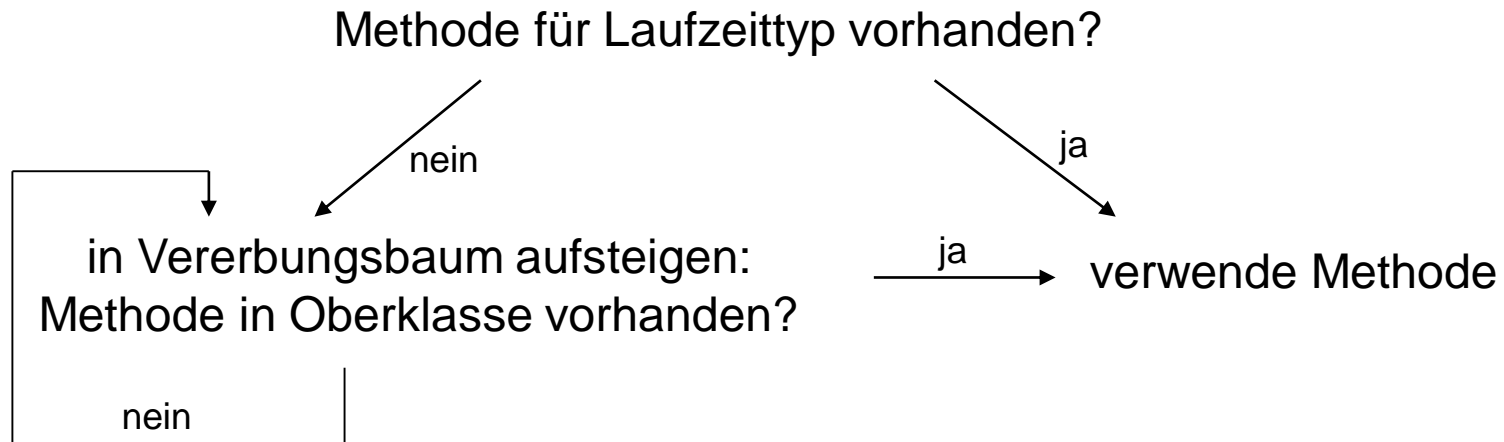 Methode für Laufzeittyp vorhanden?
nein
ja
in Vererbungsbaum aufsteigen:
Methode in Oberklasse vorhanden?
ja
verwende Methode
nein